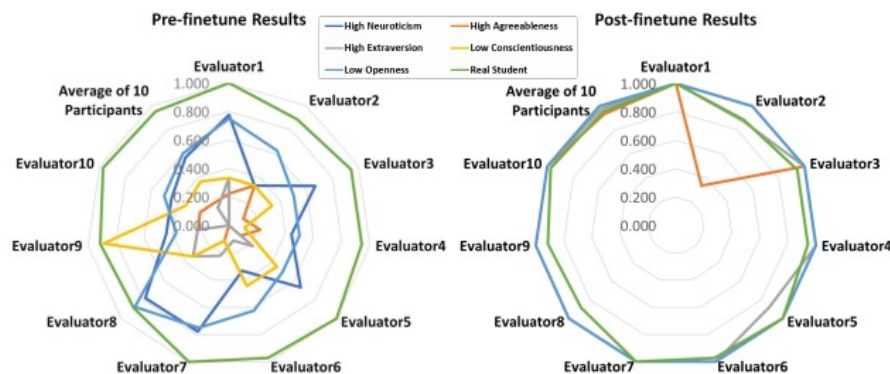 Pre-finetune Results
High Neuroticism
High Agreeableness
High Extraversion
Low Conscientiousness
Low Openness
Real Student
Post-finetune Results
Evaluator1
Evaluator2
Evaluator3
Evaluator4
Evaluator5
Evaluator6
Evaluator7
Evaluator8
Evaluator9
Evaluator10
Average of 10
Participants
1.000
0.800
0.600
0.400
0.200
0.000
Evaluator1
Evaluator2
Evaluator3
Evaluator4
Evaluator5
Evaluator6
Evaluator7
Evaluator8
Evaluator9
Evaluator10
Average of 10
Participants
1.000
0.800
0.600
0.400
0.200
0.000